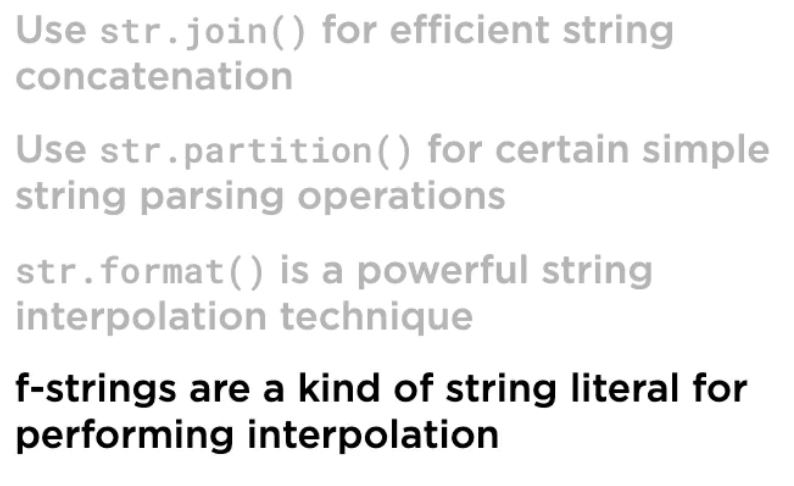 Use str.join() for efficient string
concatenation
Use str.partition() for certain simple
string parsing operations
str.format() is a powerful string
interpolation technique
f-strings are a kind of string literal for
performing interpolation